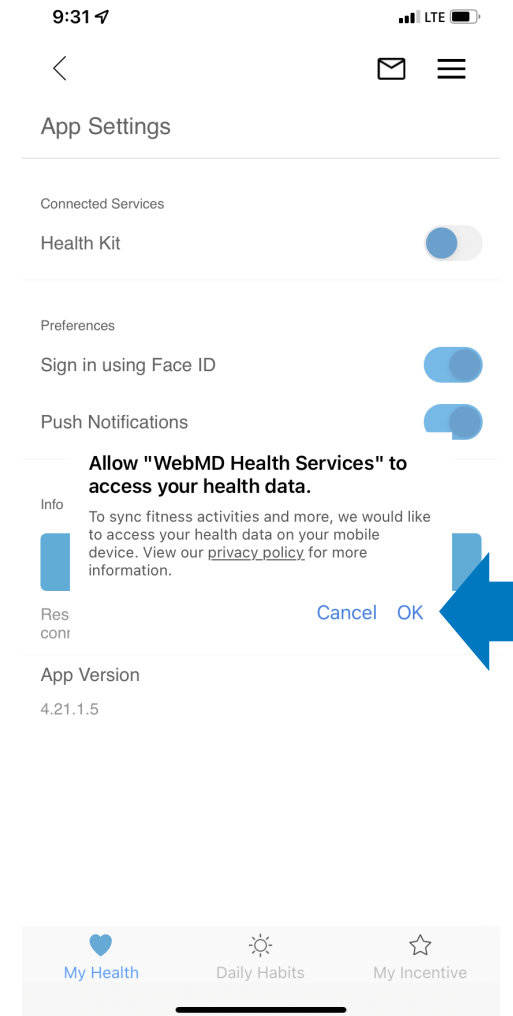 9:31 LTE
App Settings
Connected Services
Health Kit
Preferences
Sign in using Face ID
Push Notifications
Allow "WebMD Health Services" to
access your health data.
Info
To sync fitness activities and more, we would like
to access your health data on your mobile
device. View our privacy policy for more
information.
Cancel OK
Res
App Version
4.21.1.5
My Health Daily Habits My Incentive